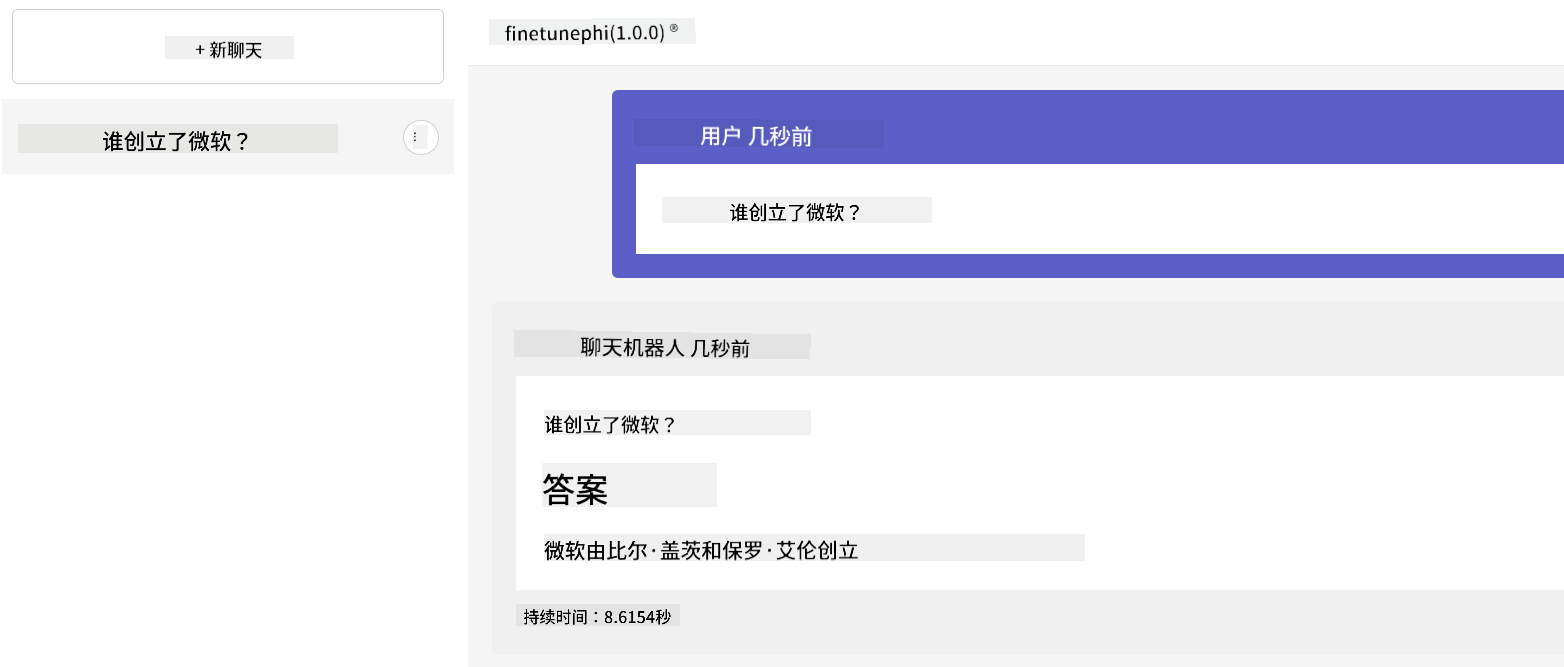 + 新聊天
谁创立了微软？
finetunephi(1.0.0) ®
用户 几秒前
谁创立了微软？
聊天机器人 几秒前
谁创立了微软？
答案
微软由比尔·盖茨和保罗·艾伦创立
持续时间：8.6154秒